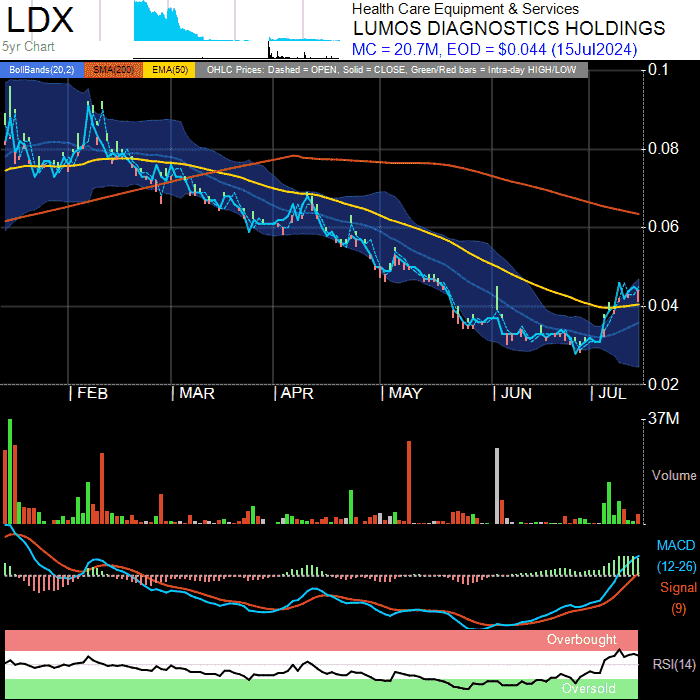 LDX
Health Care Equipment & Services
LUMOS DIAGNOSTICS HOLDINGS
5yr Chart
MC = 20.7M, EOD = $0.044 (15Jul2024)
BollBands(20,2) SMA(200) EMA(50) OHLC Prices: Dashed = OPEN, Solid = CLOSE, Green/Red bars = Intra-day HIGH/LOW
0.1
0.08
0.06
0.04
0.02
FEB MAR APR MAY JUN JUL
37M
Volume
MACD
(12-26)
Signal
(9)
Overbought
RSI(14)
Oversold